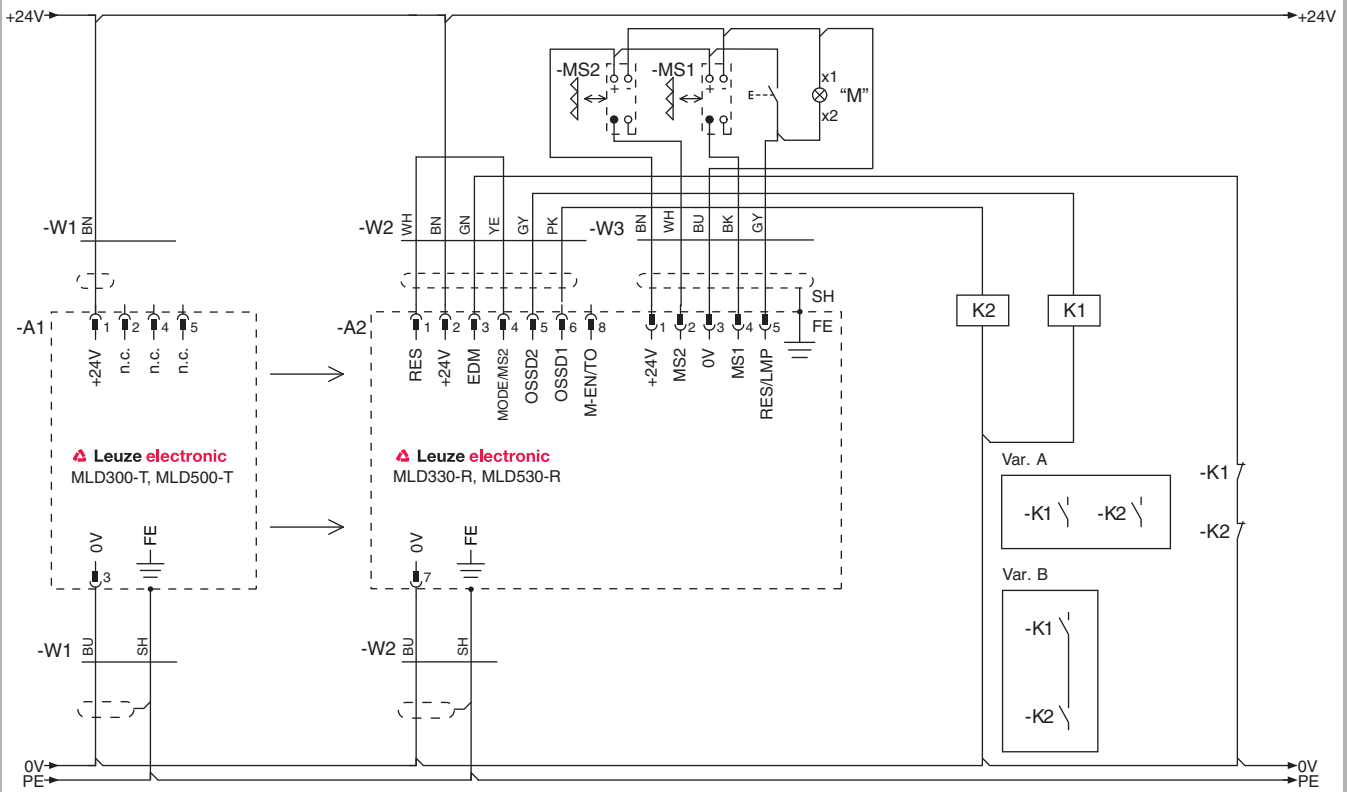 +24V
+24V
-MS2
-MS1
+ -
+ -
E
x1
"M"
x2
-W1
BN
-W2
WH
BN
GN
YE
GY
PK
-W3
BN
WH
BU
BK
GY
SH
FE
K2
K1
-A1
1
2
4
5
+24V
n.c.
n.c.
n.c.
-A2
1
2
3
4
5
6
8
RES
+24V
EDM
MODE/MS2
OSSD2
OSSD1
M-EN/TO
1
2
3
4
5
+24V
MS2
0V
MS1
RES/LMP
Leuze electronic
MLD300-T, MLD500-T
Leuze electronic
MLD330-R, MLD530-R
Var. A
-K1
-K2
-K1
-K2
0V
FE
3
0V
FE
7
Var. B
-K1
-K2
-W1
BU
SH
-W2
BU
SH
0V
PE
0V
PE